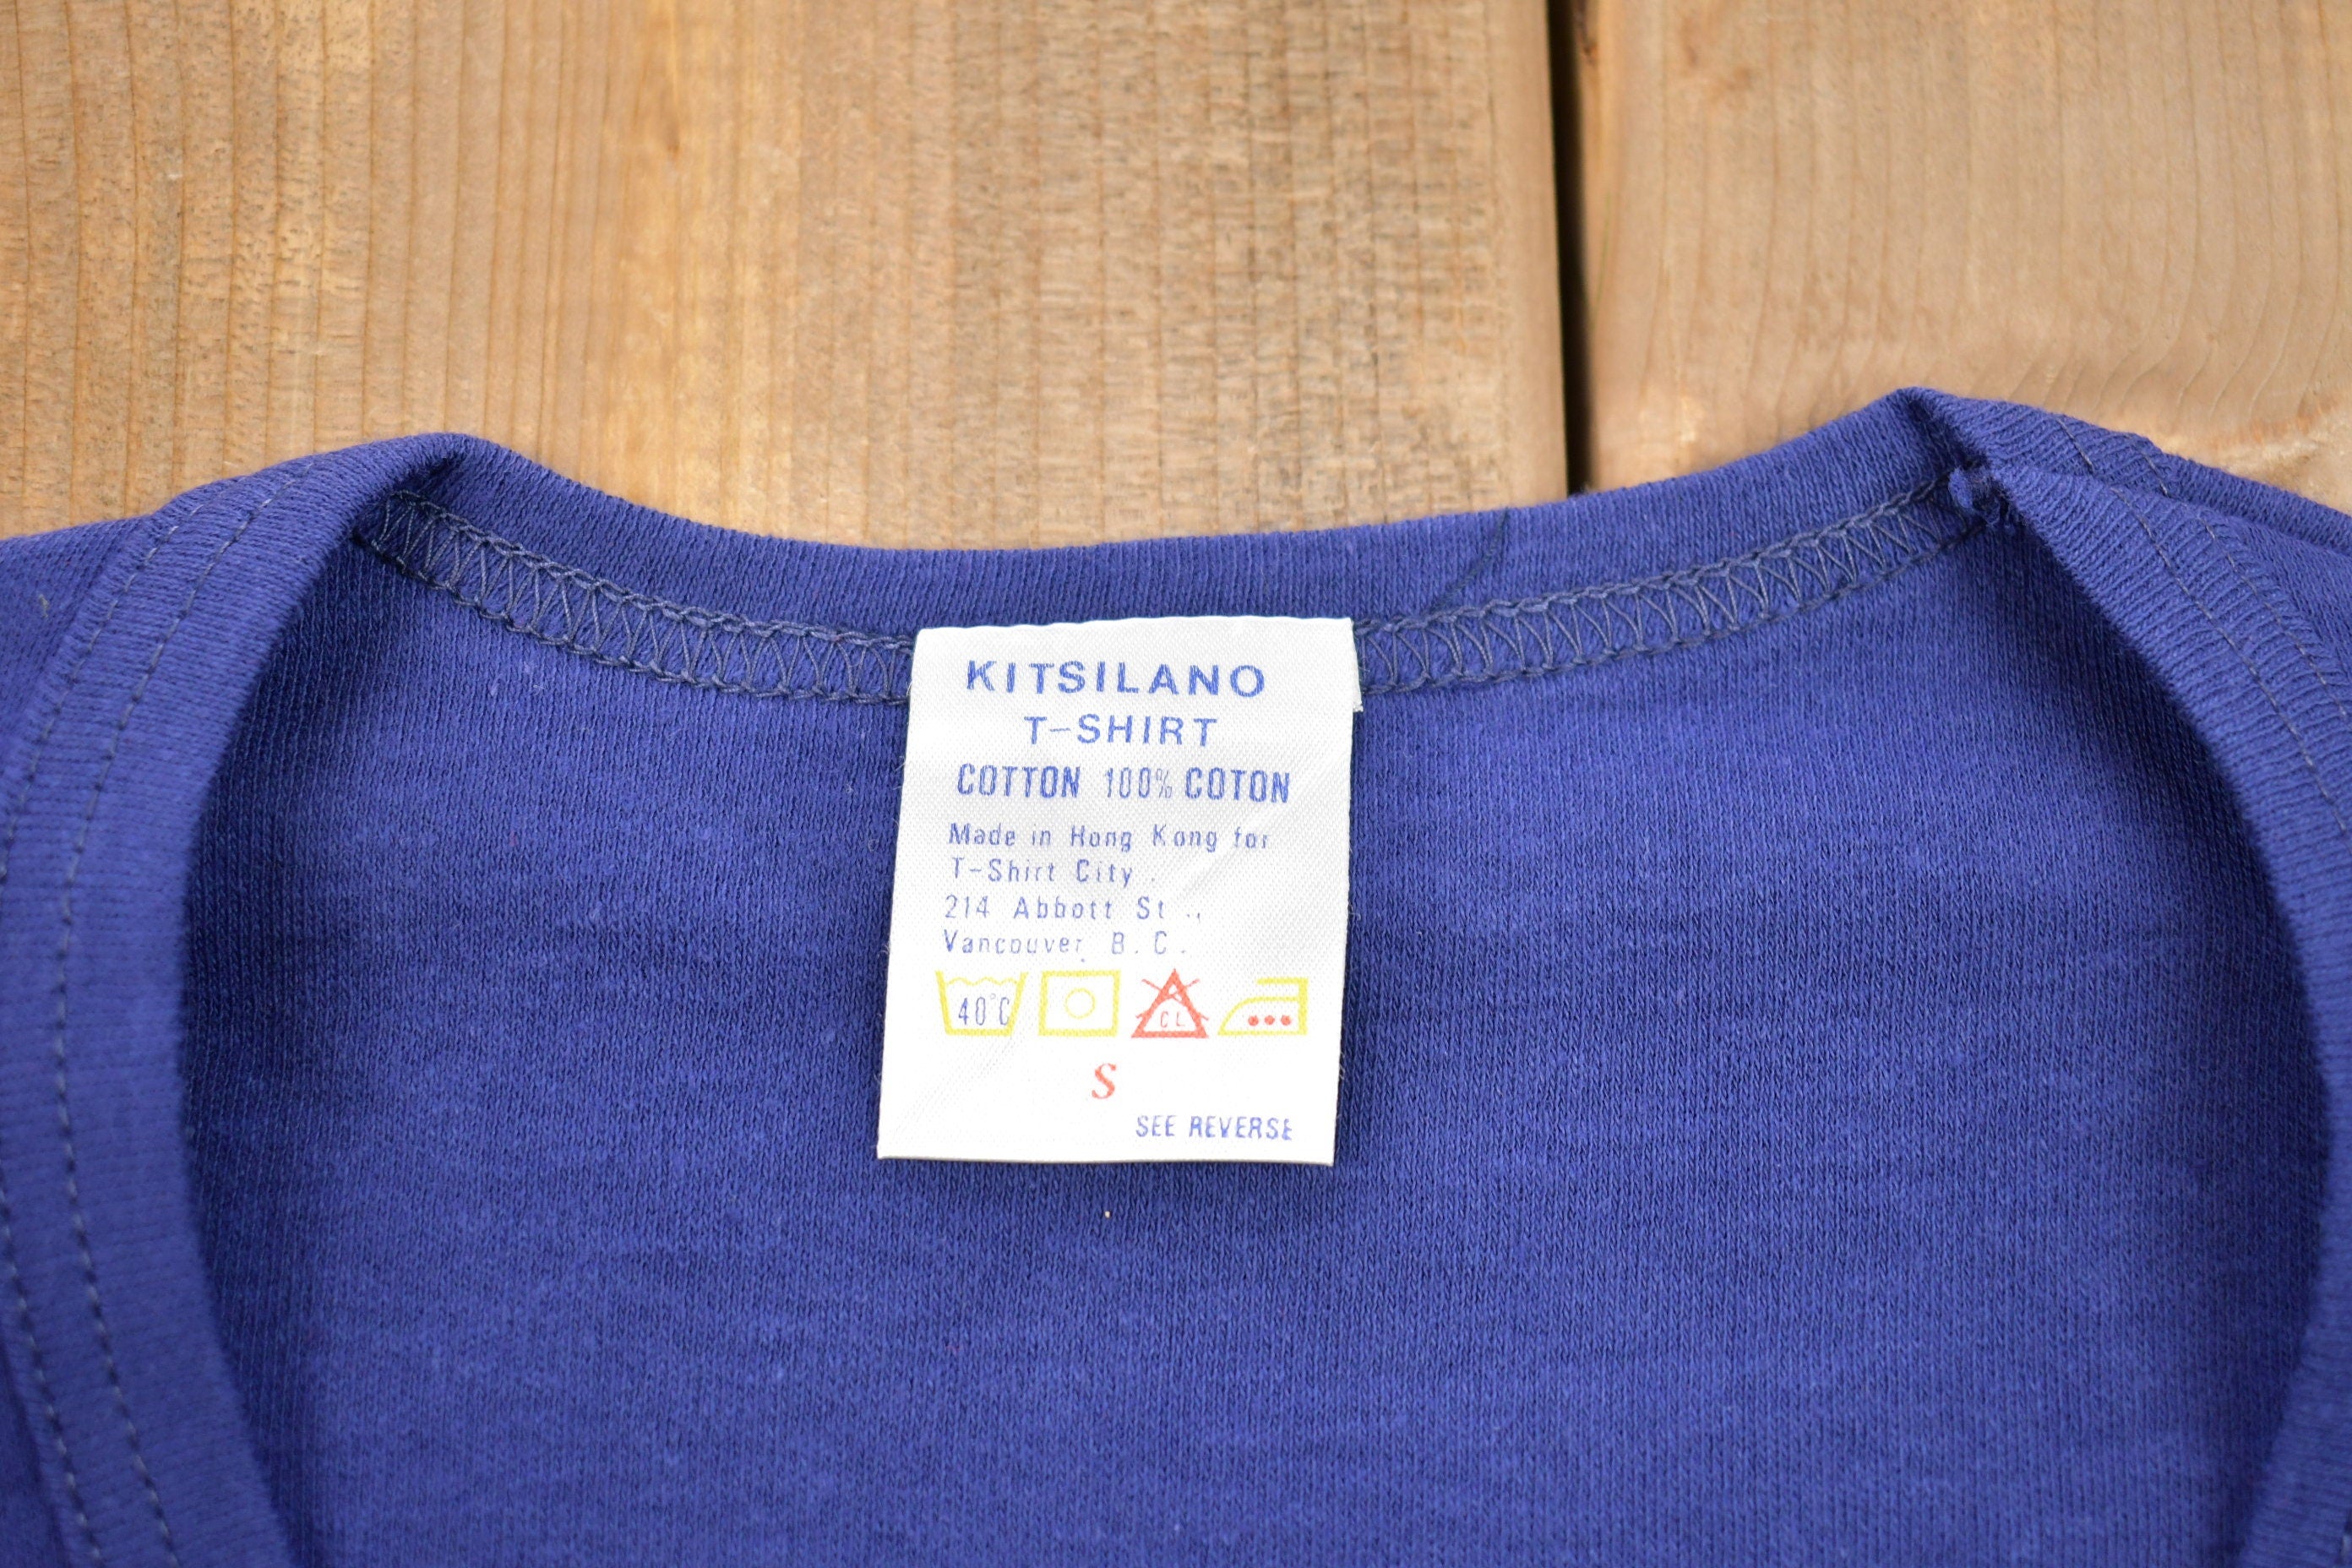 KITSILANO
T-SHIRT
COTTON 100% COTON
Made in Hong Kong for
T-Shirt City.
214 Abbott St.,
Vancouver, B.C.
40°C CL
S
SEE REVERSE